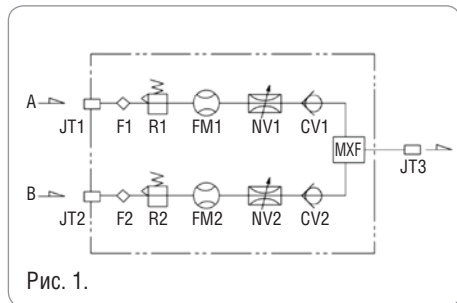 A
JT1 F1 R1 FM1 NV1 CV1
MXF
JT3
B
JT2 F2 R2 FM2 NV2 CV2
Рис. 1.